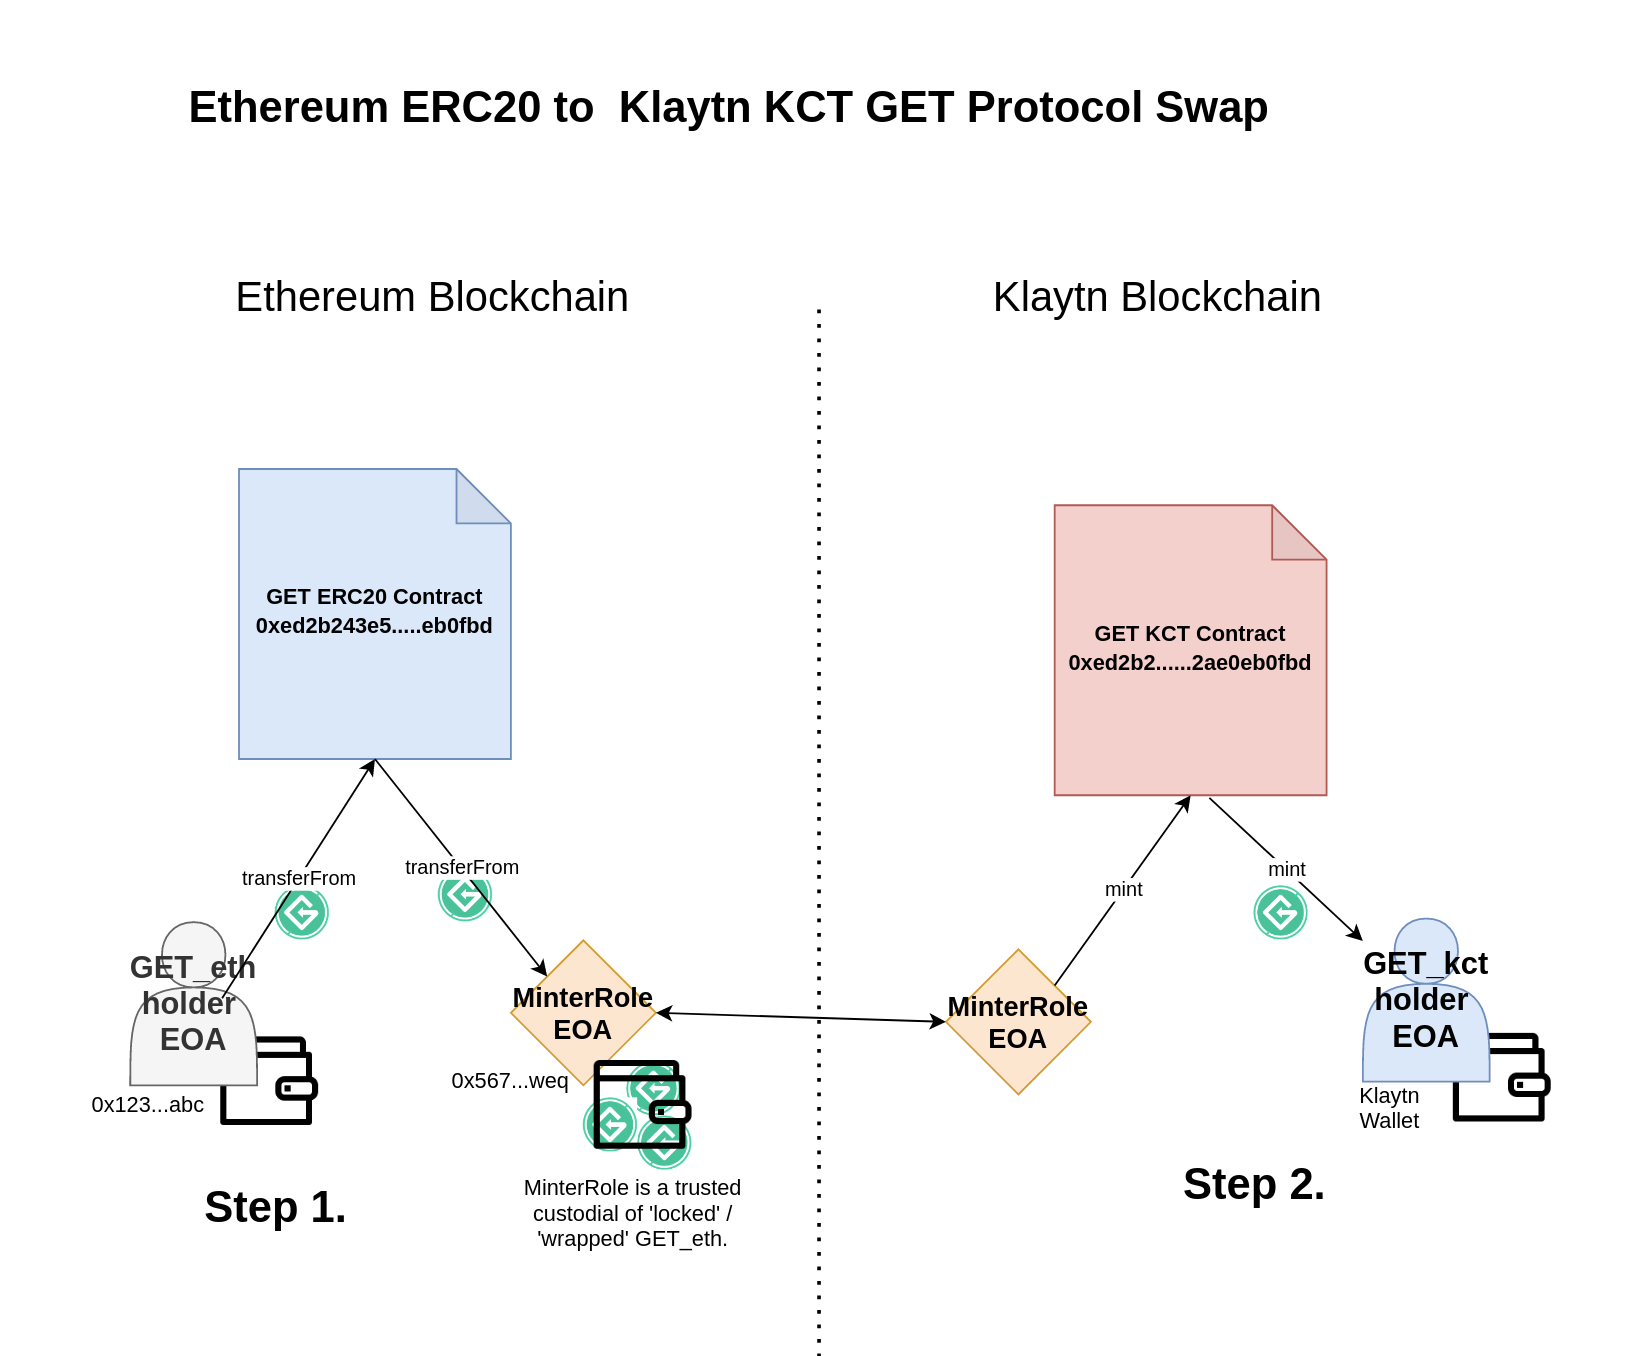 Ethereum ERC20 to  Klaytn KCT GET Protocol Swap
Ethereum Blockchain
Klaytn Blockchain
GET ERC20 Contract
0xed2b243e5.....eb0fbd
GET KCT Contract
0xed2b2......2ae0eb0fbd
transferFrom
transferFrom
mint
mint
GET_eth
holder
EOA
0x123...abc
MinterRole
EOA
0x567...weq
MinterRole is a trusted
custodial of 'locked' /
'wrapped' GET_eth.
MinterRole
EOA
GET_kct
holder
EOA
Klaytn
Wallet
Step 1.
Step 2.